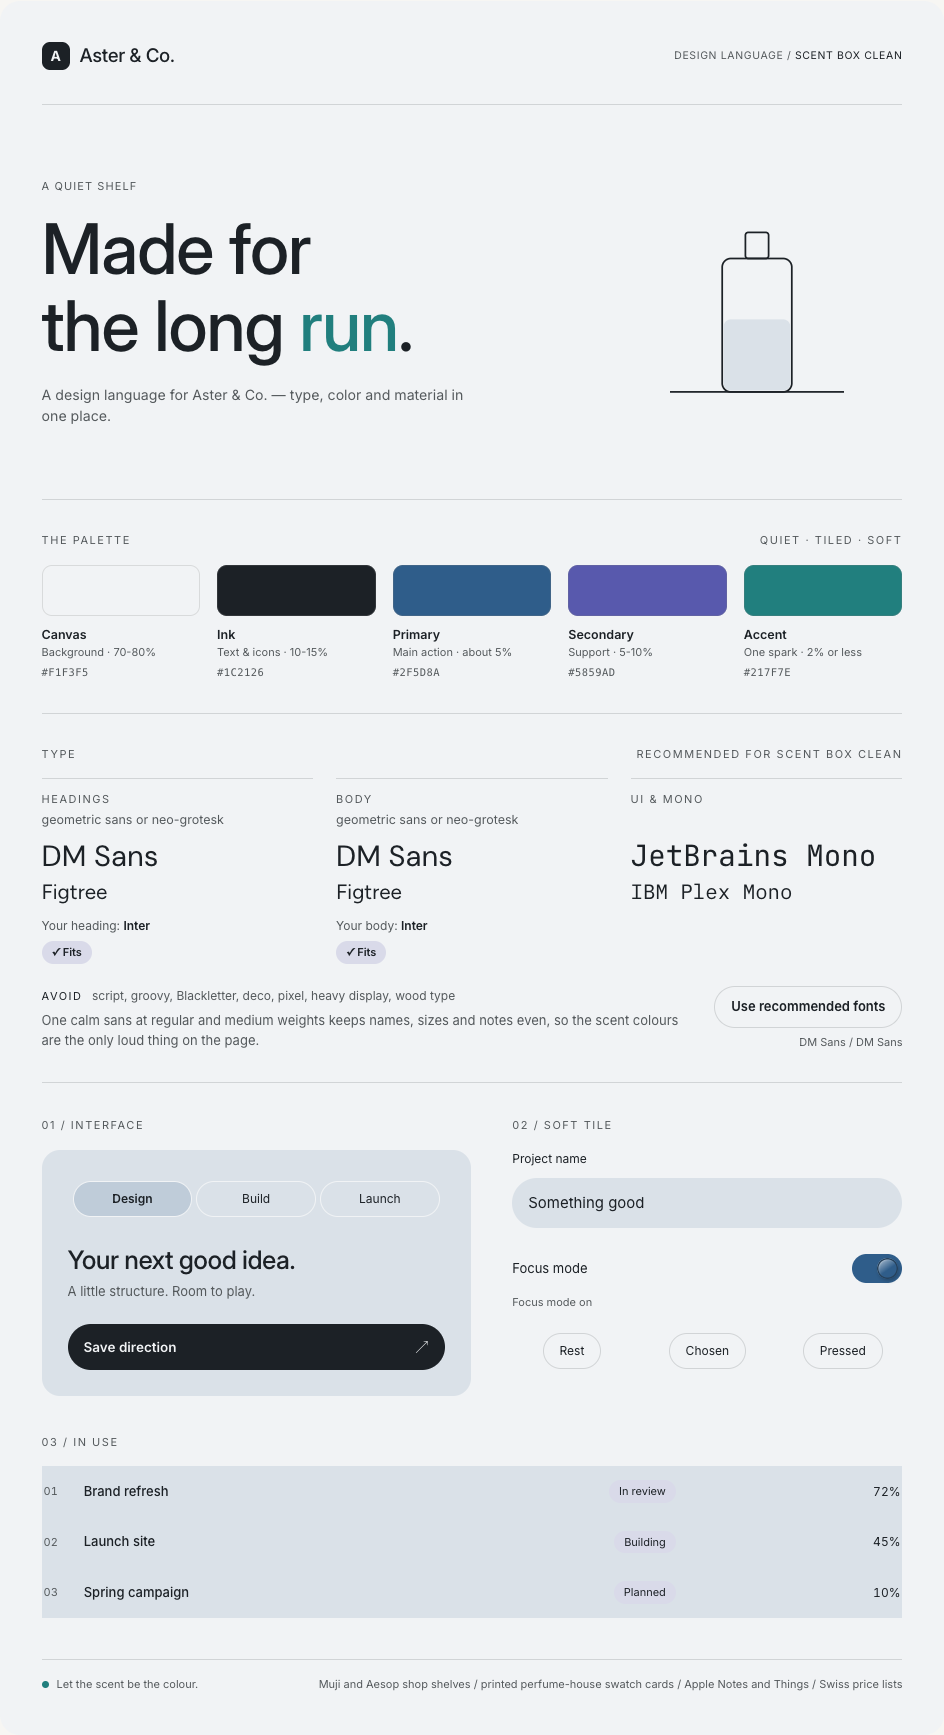 A Aster & Co.
DESIGN LANGUAGE / SCENT BOX CLEAN
A QUIET SHELF
Made for
the long run.
A design language for Aster & Co. — type, color and material in
one place.
THE PALETTE
QUIET · TILED · SOFT
Canvas
Background · 70-80%
#F1F3F5
Ink
Text & icons · 10-15%
#1C2126
Primary
Main action · about 5%
#2F5D8A
Secondary
Support · 5-10%
#5859AD
Accent
One spark · 2% or less
#217F7E
TYPE
RECOMMENDED FOR SCENT BOX CLEAN
HEADINGS
geometric sans or neo-grotesk
DM Sans
Figtree
Your heading: Inter
✓ Fits
BODY
geometric sans or neo-grotesk
DM Sans
Figtree
Your body: Inter
✓ Fits
UI & MONO
JetBrains Mono
IBM Plex Mono
AVOID script, groovy, Blackletter, deco, pixel, heavy display, wood type
One calm sans at regular and medium weights keeps names, sizes and notes even, so the scent colours
are the only loud thing on the page.
Use recommended fonts
DM Sans / DM Sans
01 / INTERFACE
Design Build Launch
Your next good idea.
A little structure. Room to play.
Save direction ↗
02 / SOFT TILE
Project name
Something good
Focus mode
Focus mode on
Rest Chosen Pressed
03 / IN USE
01 Brand refresh In review 72%
02 Launch site Building 45%
03 Spring campaign Planned 10%
Let the scent be the colour.
Muji and Aesop shop shelves / printed perfume-house swatch cards / Apple Notes and Things / Swiss price lists